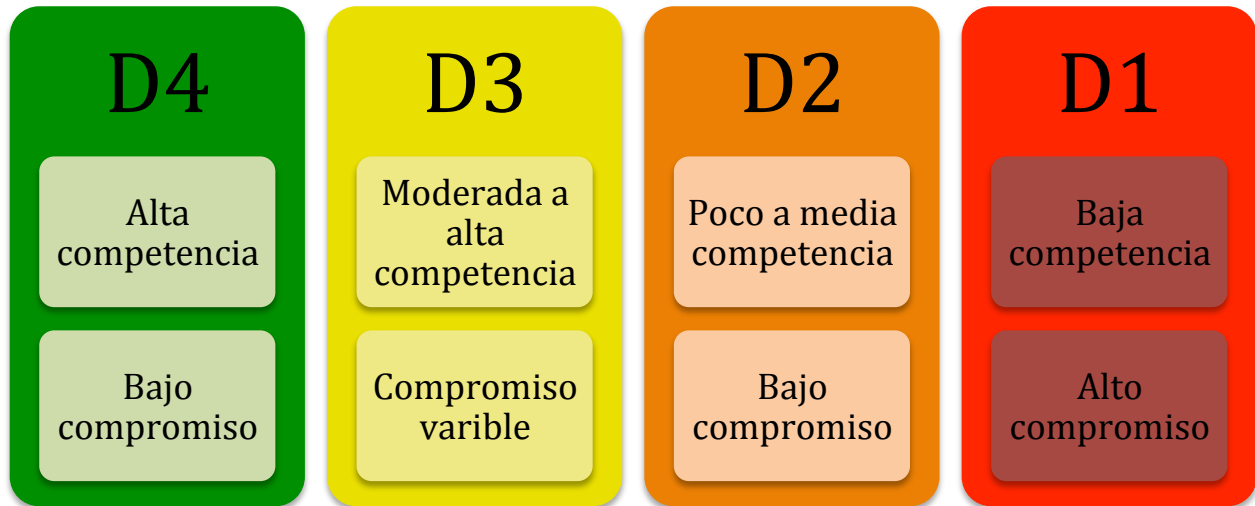 D4
Alta
competencia
Bajo
compromiso
D3
Moderada a
alta
competencia
Compromiso
varible
D2
Poco a media
competencia
Bajo
compromiso
D1
Baja
competencia
Alto
compromiso